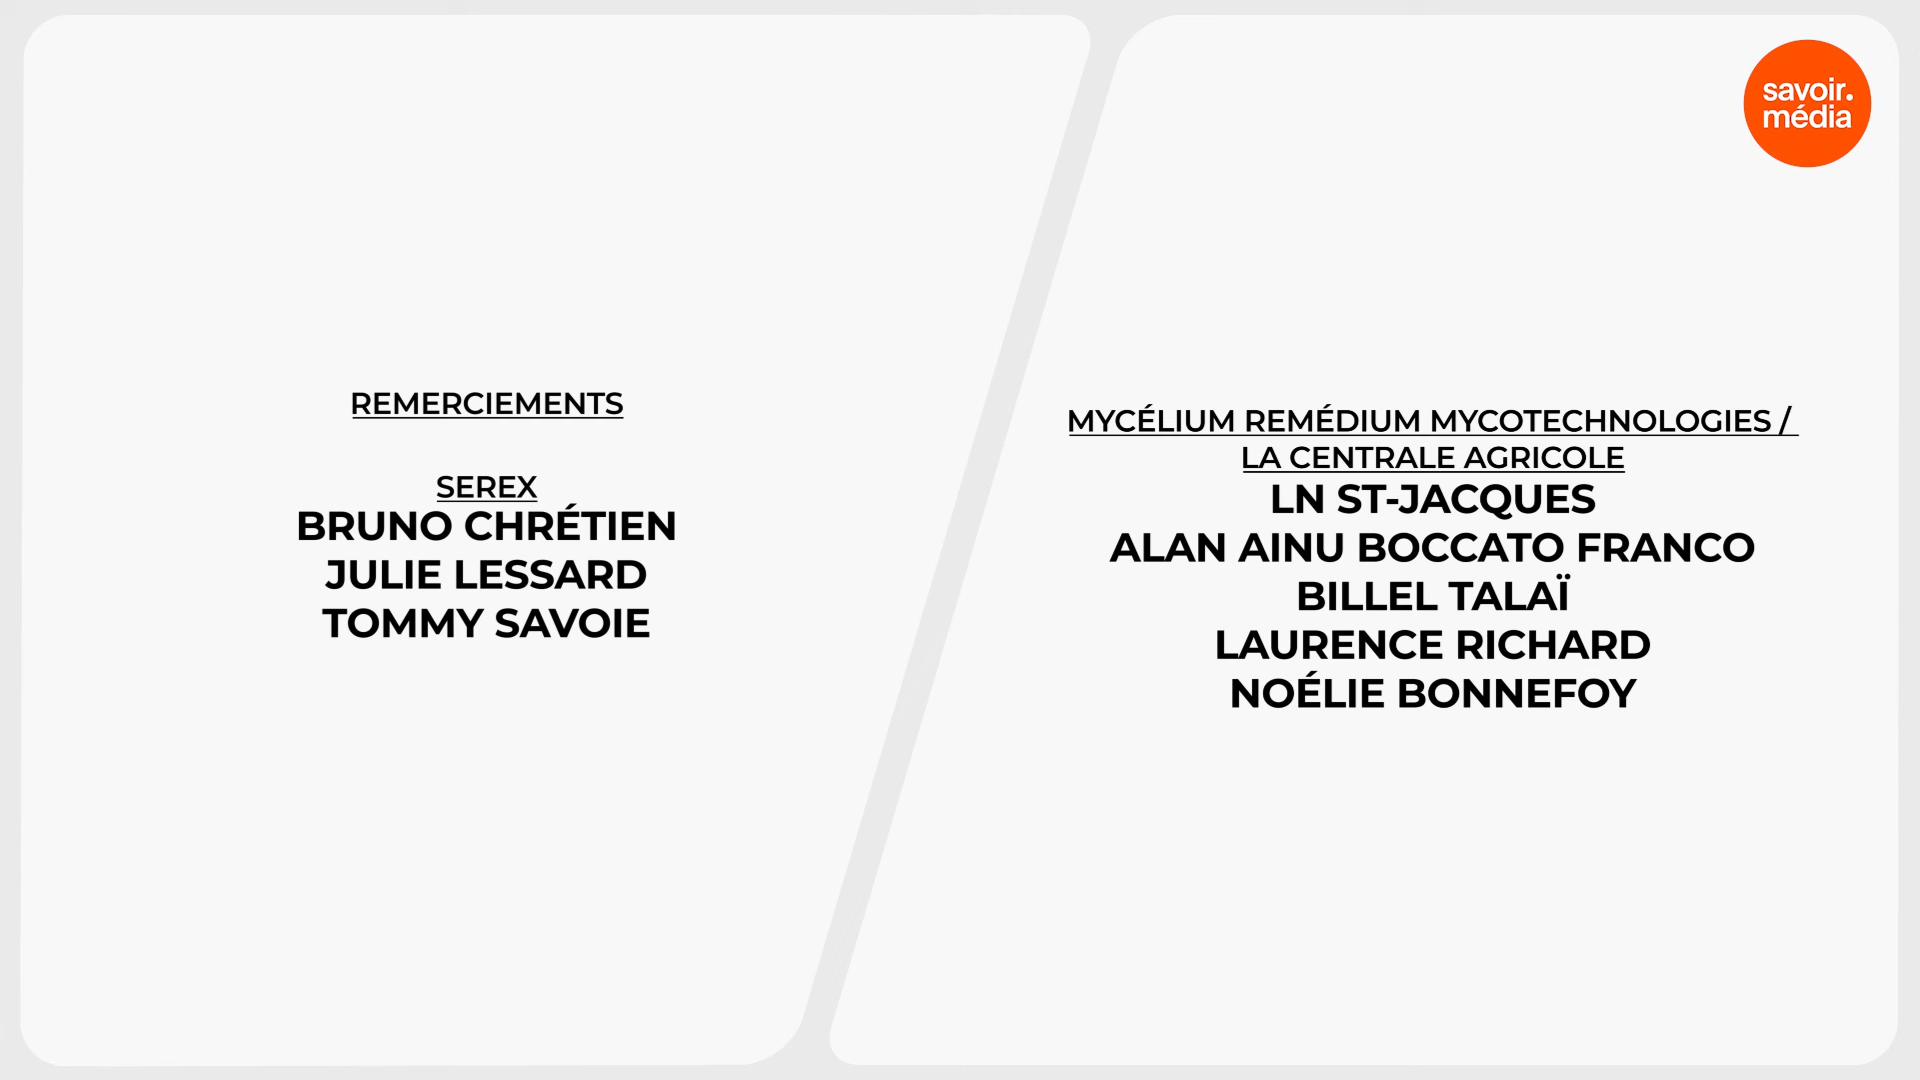 REMERCIEMENTS
SEREX
BRUNO CHRÉTIEN
JULIE LESSARD
TOMMY SAVOIE
savoir.
média
MYCÉLIUM REMÉDIUM MYCOTECHNOLOGIES /
LA CENTRALE AGRICOLE
LN ST-JACQUES
ALAN AINU BOCCATO FRANCO
BILLEL TALAÏ
LAURENCE RICHARD
NOÉLIE BONNEFOY